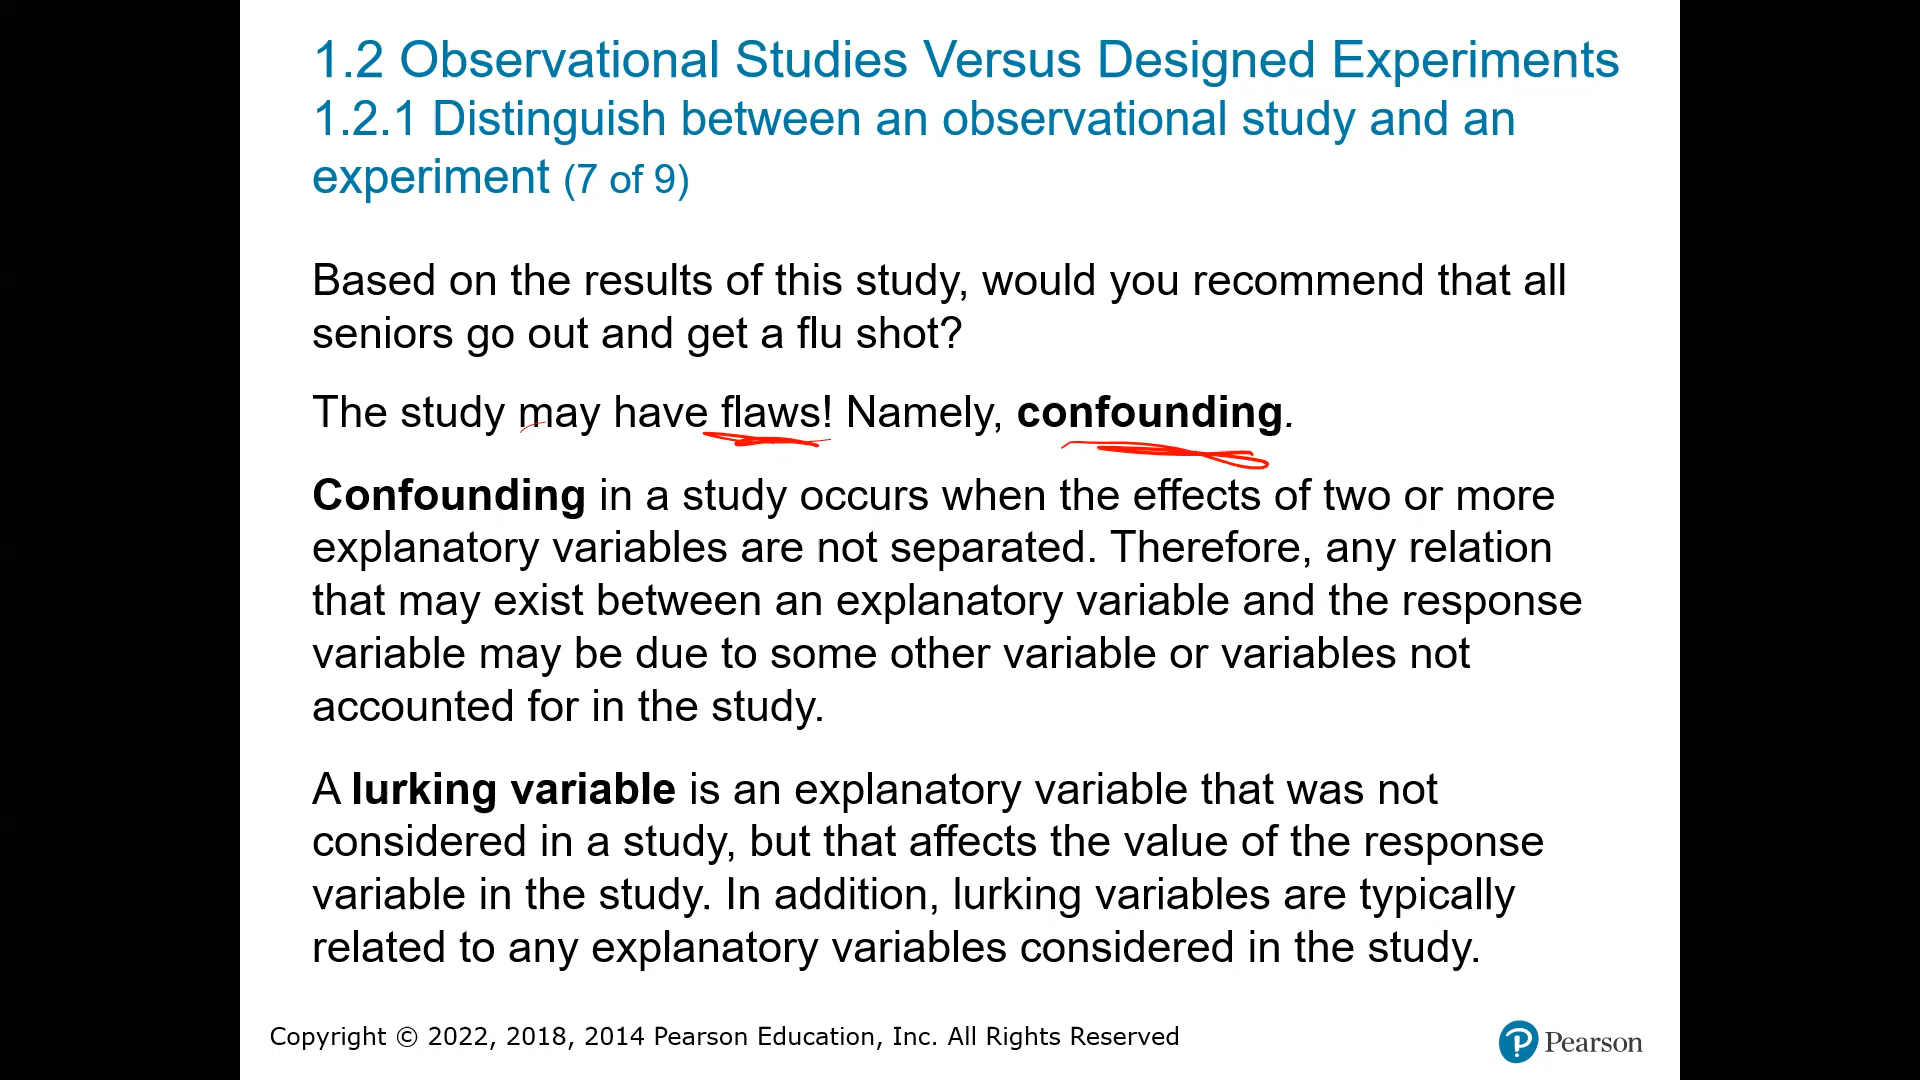 1.2 Observational Studies Versus Designed Experiments
1.2.1 Distinguish between an observational study and an
experiment (7 of 9)
Based on the results of this study, would you recommend that all
seniors go out and get a flu shot?
The study may have flaws! Namely, confounding.
Confounding in a study occurs when the effects of two or more
explanatory variables are not separated. Therefore, any relation
that may exist between an explanatory variable and the response
variable may be due to some other variable or variables not
accounted for in the study.
A lurking variable is an explanatory variable that was not
considered in a study, but that affects the value of the response
variable in the study. In addition, lurking variables are typically
related to any explanatory variables considered in the study.
Copyright © 2022, 2018, 2014 Pearson Education, Inc. All Rights Reserved
Pearson